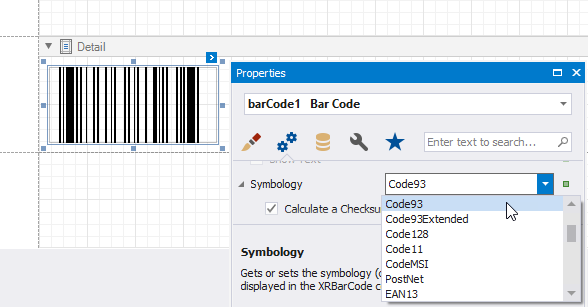 Detail
Properties
barCode1 Bar Code
Enter text to search...
Symbology
Code93
Calculate a Checksu
Code93
Code93Extended
Code128
Code11
CodeMSI
PostNet
EAN13
Symbology
Gets or sets the symbology (
displayed in the XRBarCode c